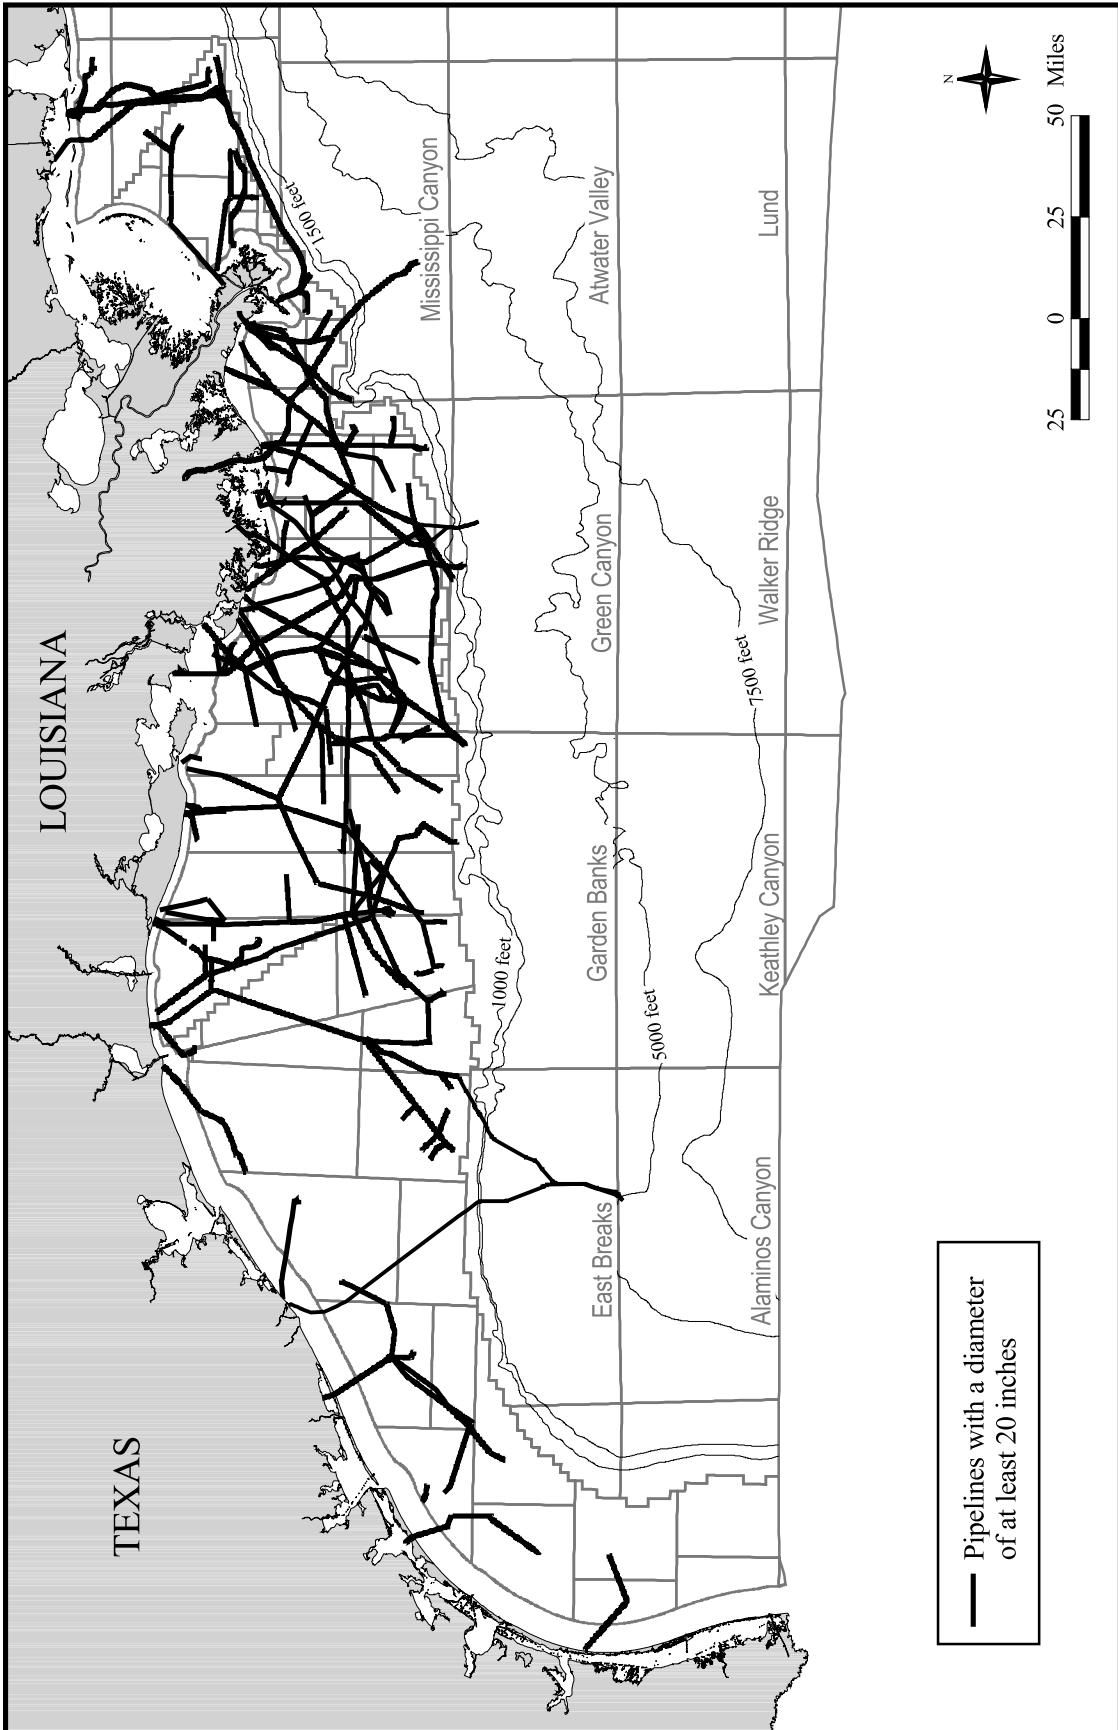 TEXAS
LOUISIANA
1500 feet
Mississippi Canyon
Atwater Valley
Lund
1000 feet
Green Canyon
Walker Ridge
7500 feet
Garden Banks
Keathley Canyon
5000 feet
East Breaks
Alaminos Canyon
N
25 0 25 50 Miles
Pipelines with a diameter
of at least 20 inches